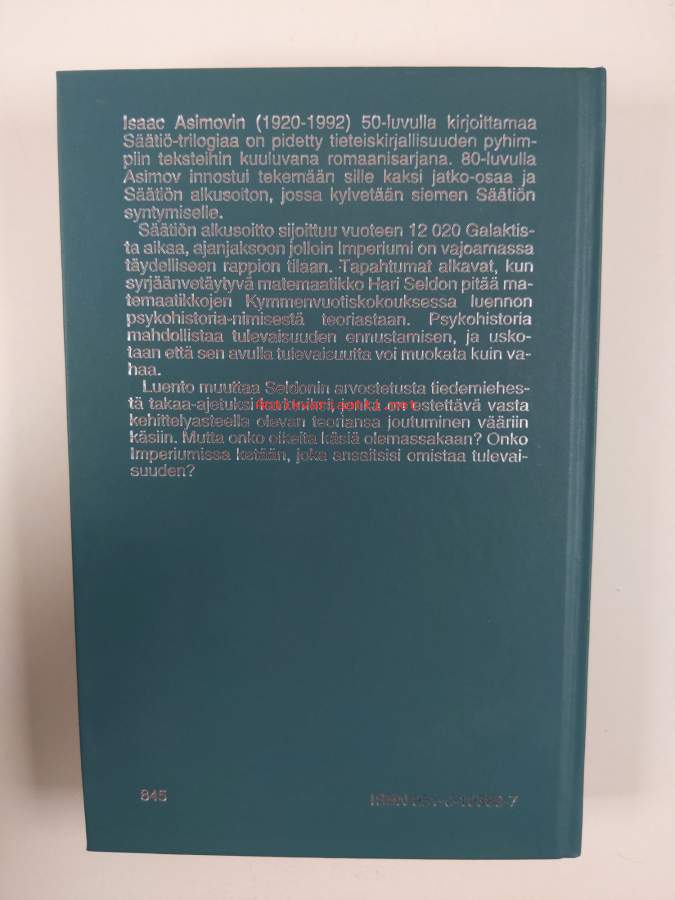 Isaac Asimovin (1920-1992) 50-luvulla kirjoittamaa
Säätiö-trilogiaa on pidetty tieteiskirjallisuuden pyhim-
piin teksteihin kuuluvana romaanisarjana. 80-luvulla
Asimov innostui tekemään sille kaksi jatko-osaa ja
Säätiön alkusoiton, jossa kylvetään siemen Säätiön
syntymiselle.
Säätiön alkusoitto sijoittuu vuoteen 12 020 Galaktis-
ta aikaa, ajanjaksoon jolloin Imperiumi on vajoamassa
täydelliseen rappion tilaan. Tapahtumat alkavat, kun
syrjäänvetäytyvä matemaatikko Hari Seldon pitää ma-
temaatikkojen Kymmenvuotiskokouksessa luennon
psykohistoria-nimisestä teoriastaan. Psykohistoria
mahdollistaa tulevaisuuden ennustamisen, ja usko-
taan että sen avulla tulevaisuutta voi muokata kuin va-
haa.
Luento muuttaa Seldonin arvostetusta tiedemiehes-
tä takaa-ajetuksi jonka on estettävä vasta
kehittelyasteella olevan teoriansa joutuminen vääriin
käsiin. Mutta onko oikeita käsiä olemassakaan? Onko
Imperiumissa ketään, joka ansaitsisi omistaa tulevai-
suuden?
845
ISBN